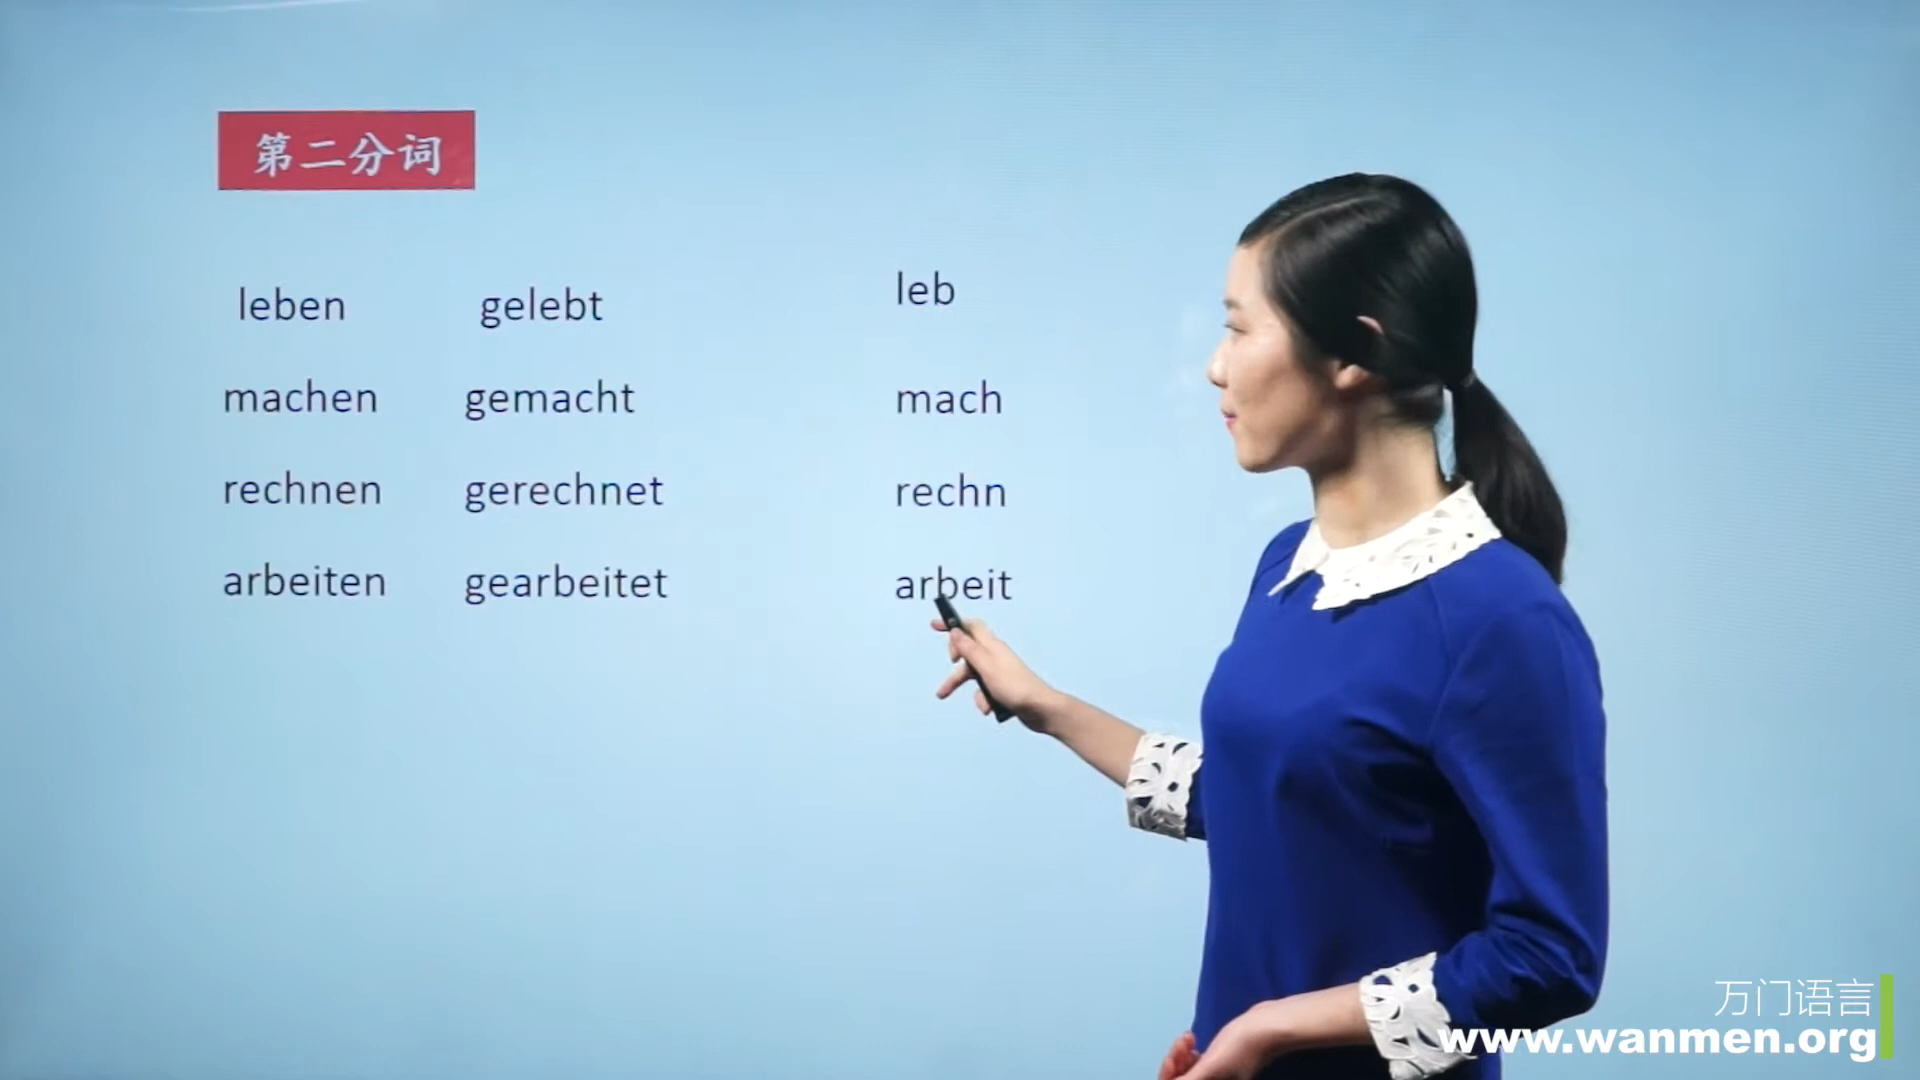 第二分词
leben gelebt leb
machen gemacht mach
rechnen gerechnet rechn
arbeiten gearbeitet arbeit
万门语言
www.wanmen.org